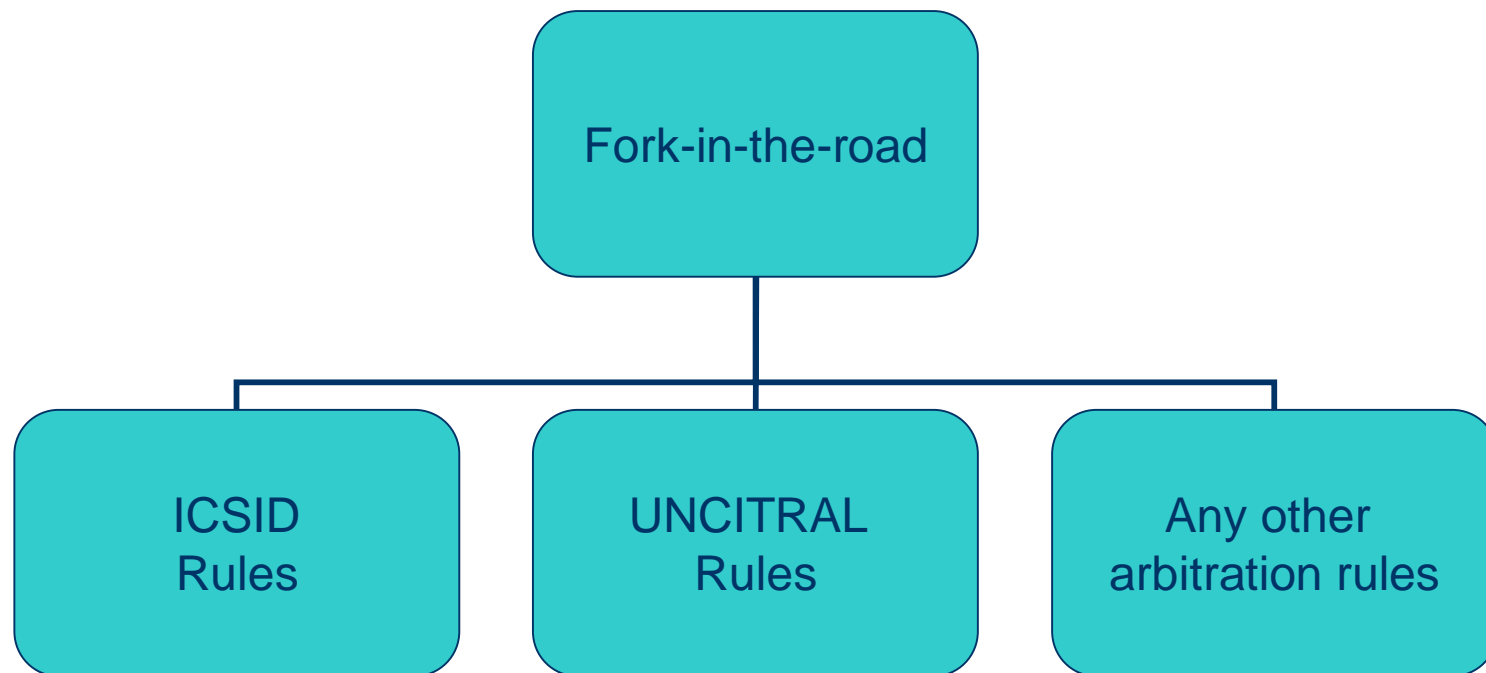 Fork-in-the-road
ICSID
Rules
UNCITRAL
Rules
Any other
arbitration rules